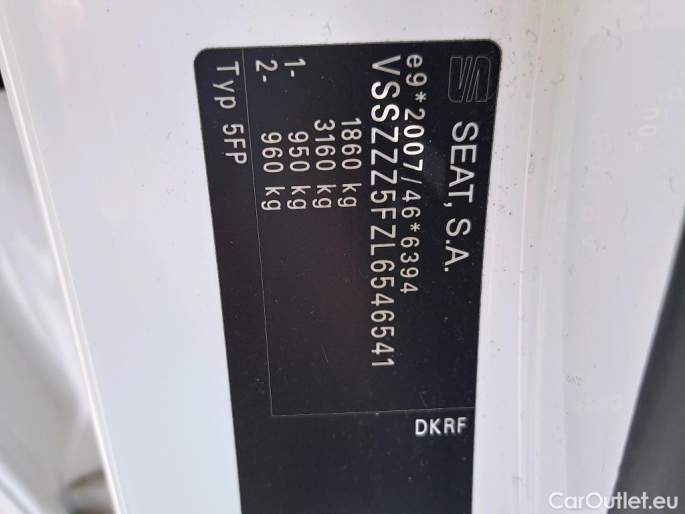 SEAT, S.A.
e9*2007/46*6394
VSSZZZ5FZL6546541
1860 kg
3160 kg
1- 950 kg
2- 960 kg
Typ 5FP
DKRF
CarOutlet.eu